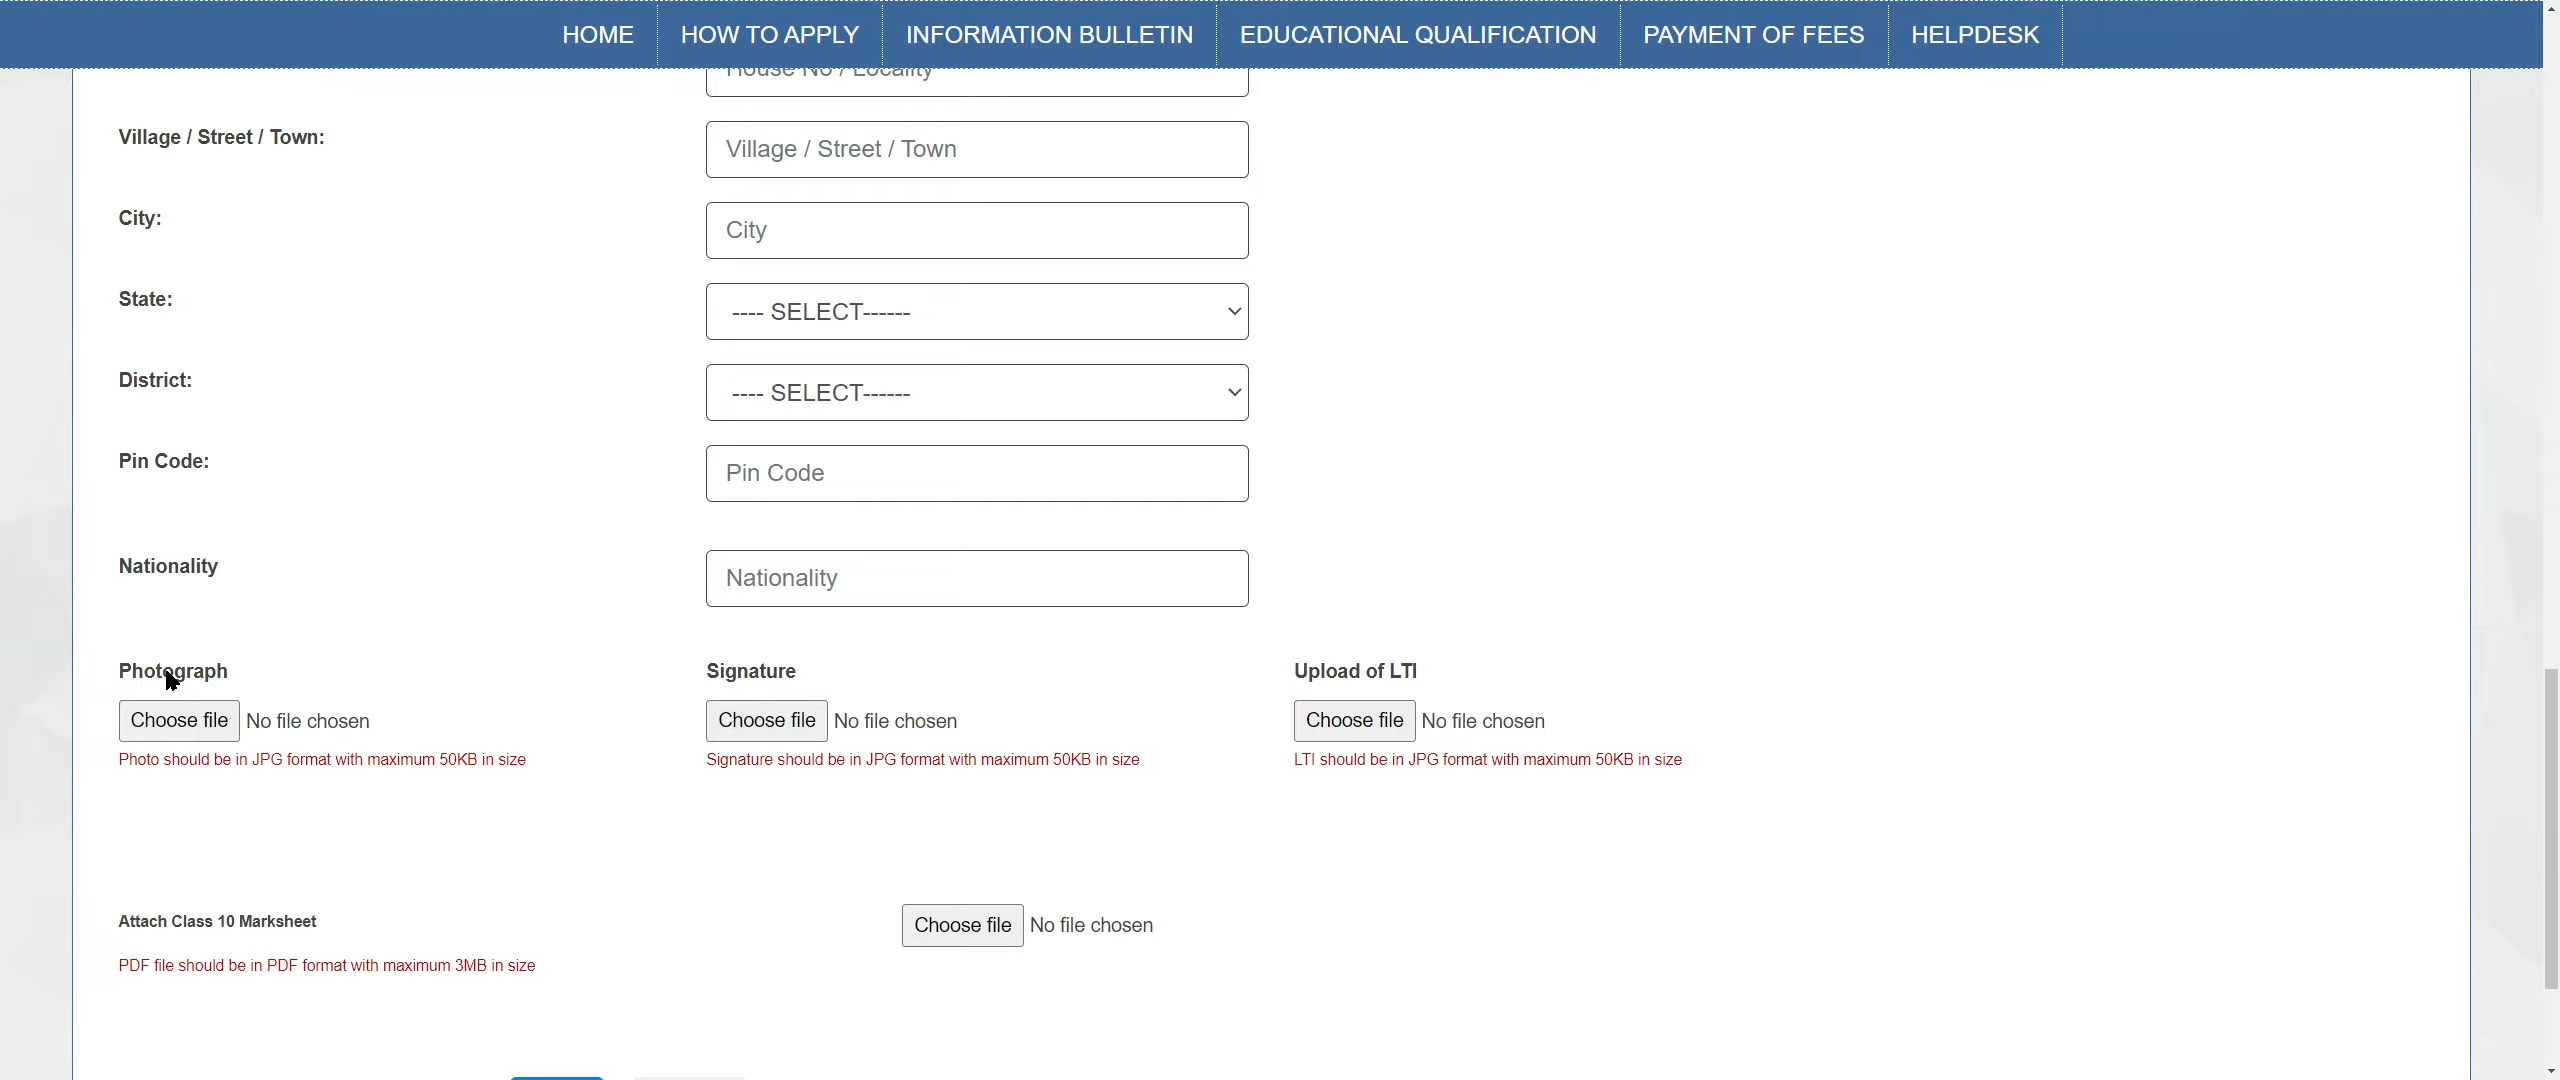 HOME HOW TO APPLY INFORMATION BULLETIN EDUCATIONAL QUALIFICATION PAYMENT OF FEES HELPDESK
House No / Locality
Village / Street / Town: Village / Street / Town
City: City
State: ---- SELECT------
District: ---- SELECT------
Pin Code: Pin Code
Nationality Nationality
Photograph Signature Upload of LTI
Choose file No file chosen Choose file No file chosen Choose file No file chosen
Photo should be in JPG format with maximum 50KB in size Signature should be in JPG format with maximum 50KB in size LTI should be in JPG format with maximum 50KB in size
Attach Class 10 Marksheet Choose file No file chosen
PDF file should be in PDF format with maximum 3MB in size